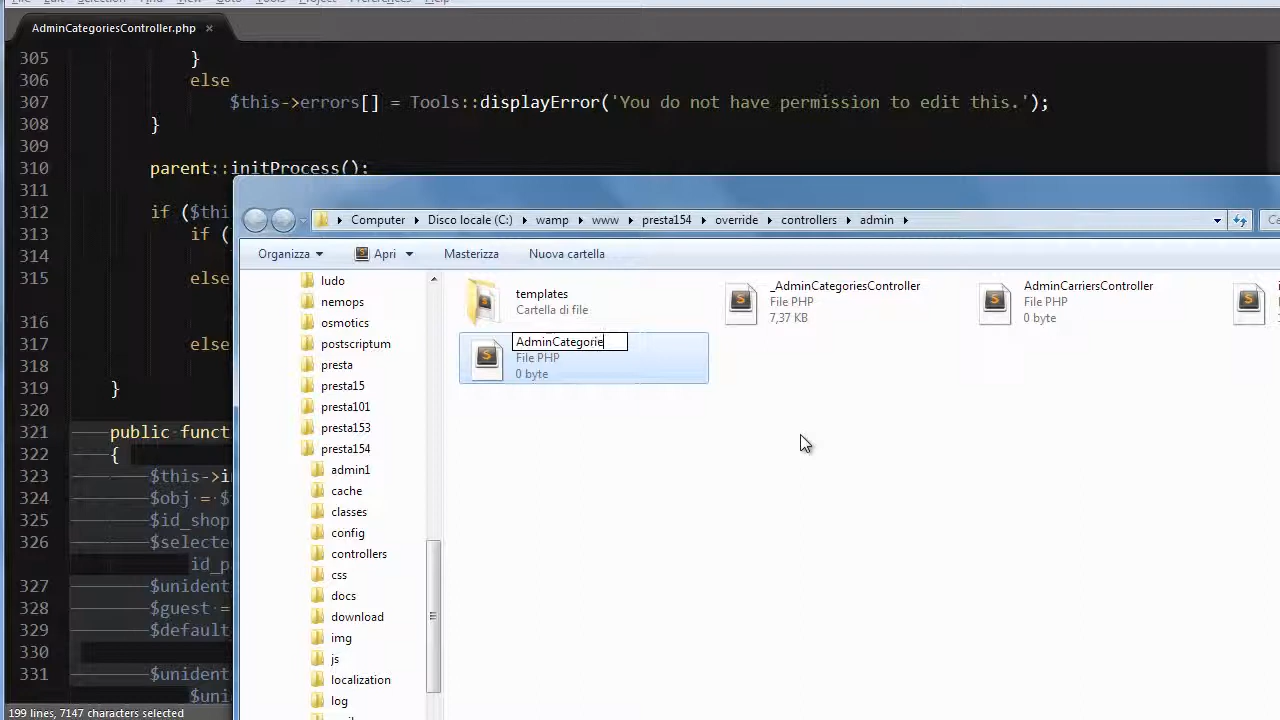 AdminCategoriesController.php ×
305 }
306 else
307 $this->errors[] = Tools::displayError('You do not have permission to edit this.');
308 }
309
310 parent::initProcess();
311
312 if ($thi
313 if (
314
315 else
316
317 else
318
319 }
320
321 public funct
322 {
323 $this->i
324 $obj = $
325 $id_shop
326 $selecte
id_p
327 $unident
328 $guest =
329 $default
330
331 $unident
$uni
199 lines, 7147 characters selected
Computer Disco locale (C:) wamp www presta154 override controllers admin
Organizza Apri Masterizza Nuova cartella
ludo
nemops
osmotics
postscriptum
presta
presta15
presta101
presta153
presta154
admin1
cache
classes
config
controllers
css
docs
download
img
js
localization
log
templates
Cartella di file
_AdminCategoriesController
File PHP
7,37 KB
AdminCarriersController
File PHP
0 byte
AdminCategorie
File PHP
0 byte